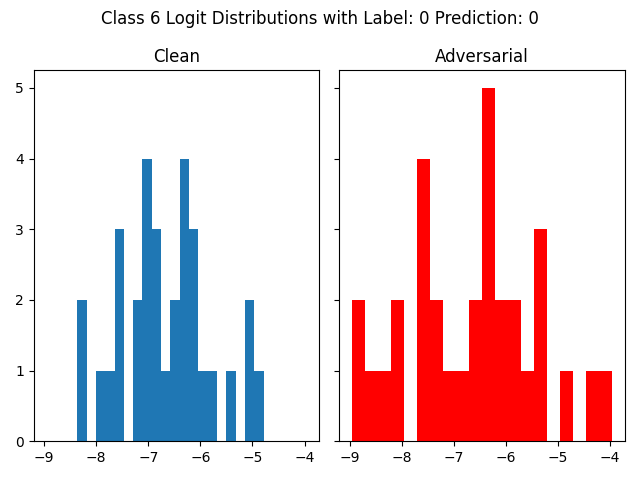 Class 6 Logit Distributions with Label: 0 Prediction: 0
Clean
Adversarial
5
4
3
2
1
0
−9 −8 −7 −6 −5 −4
−9 −8 −7 −6 −5 −4